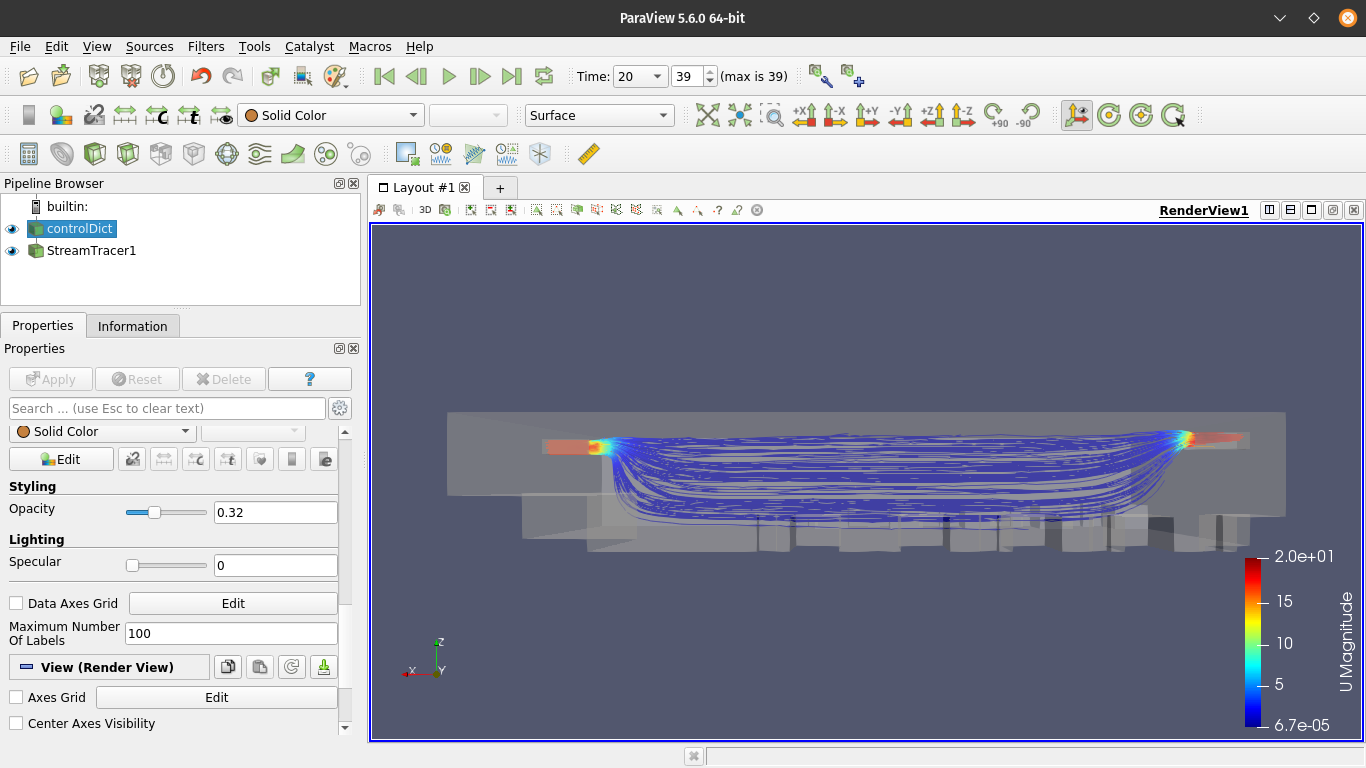 ParaView 5.6.0 64-bit
File Edit View Sources Filters Tools Catalyst Macros Help
Time: 20 39 (max is 39)
Solid Color Surface +X -X +Y -Y +Z -Z +90 -90
Pipeline Browser
builtin:
controlDict
StreamTracer1
Properties Information
Properties
Apply Reset Delete ?
Search ... (use Esc to clear text)
Solid Color
Edit
Styling
Opacity 0.32
Lighting
Specular 0
Data Axes Grid Edit
Maximum Number
Of Labels 100
View (Render View)
Axes Grid Edit
Center Axes Visibility
Layout #1 +
3D RenderView1
2.0e+01
15
10
5
6.7e-05
U Magnitude
Z
X Y